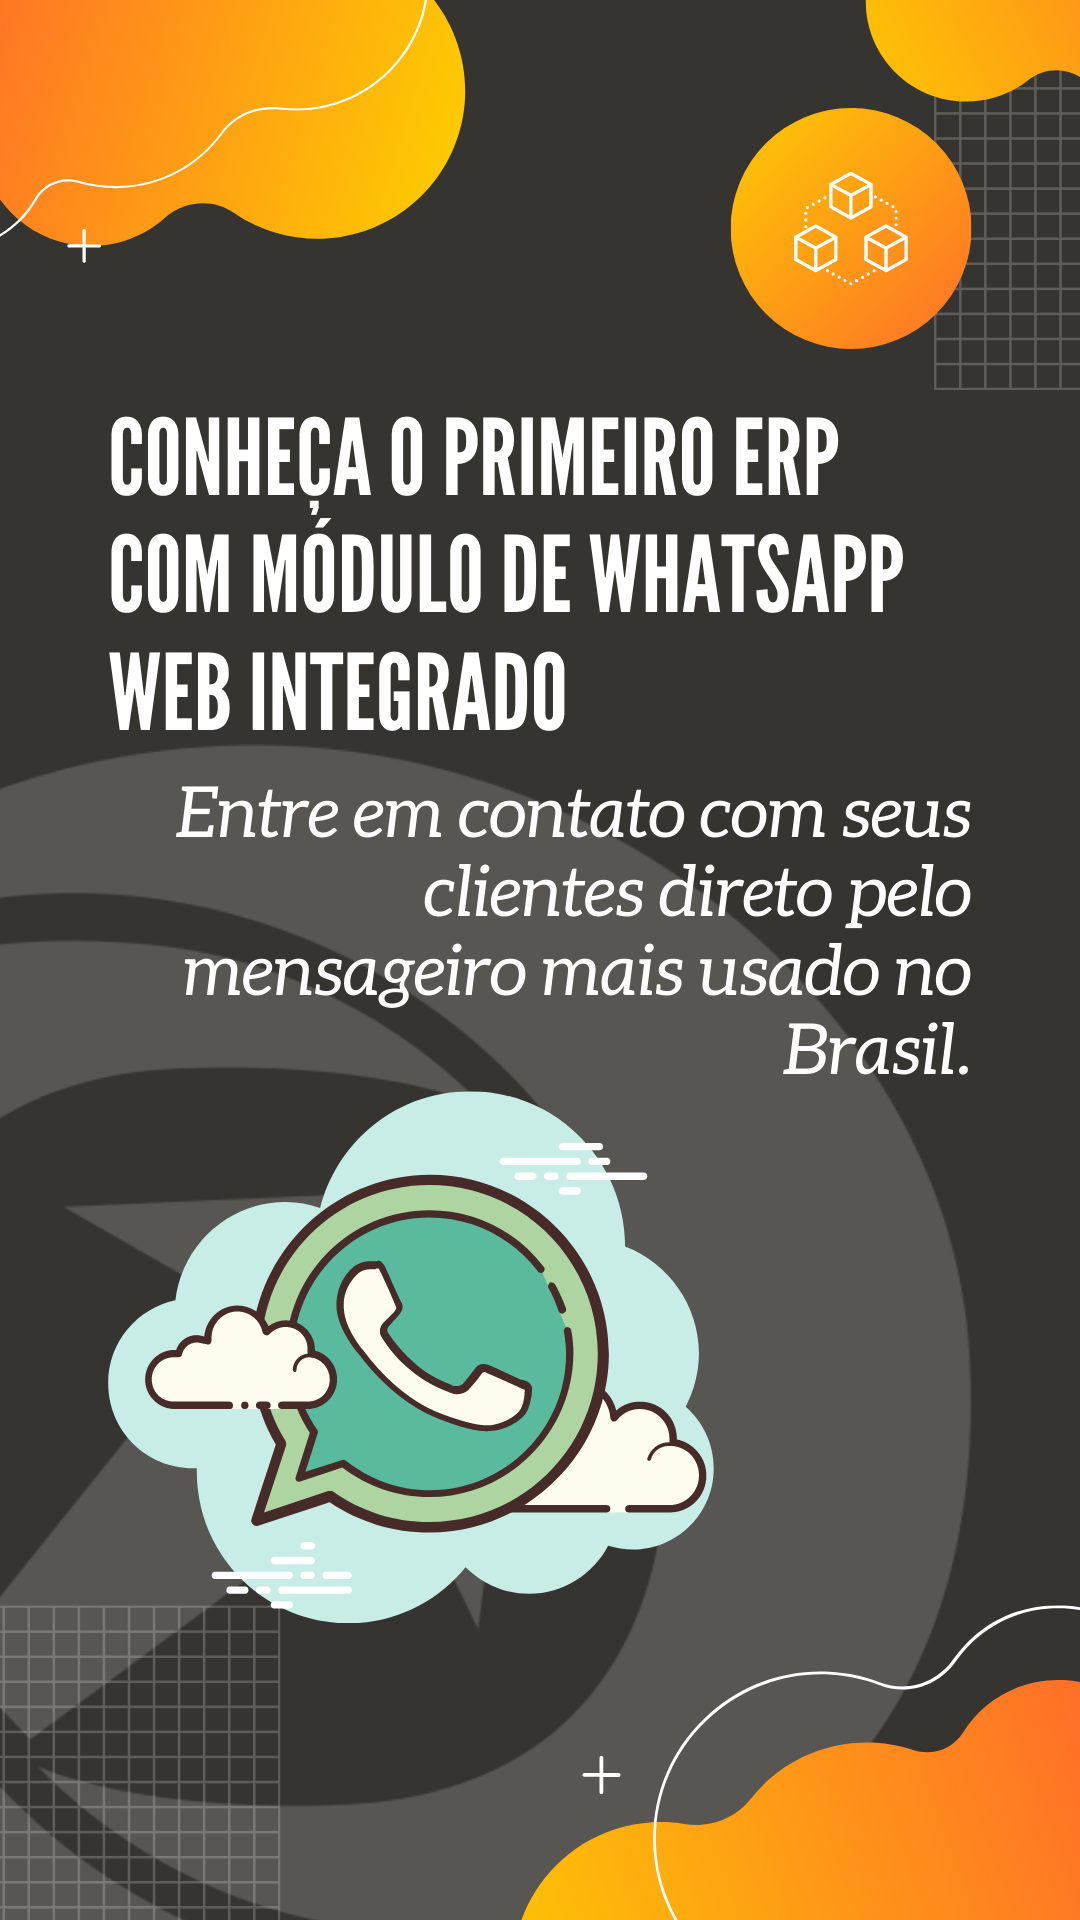 CONHEÇA O PRIMEIRO ERP
COM MÓDULO DE WHATSAPP
WEB INTEGRADO
Entre em contato com seus
clientes direto pelo
mensageiro mais usado no
Brasil.